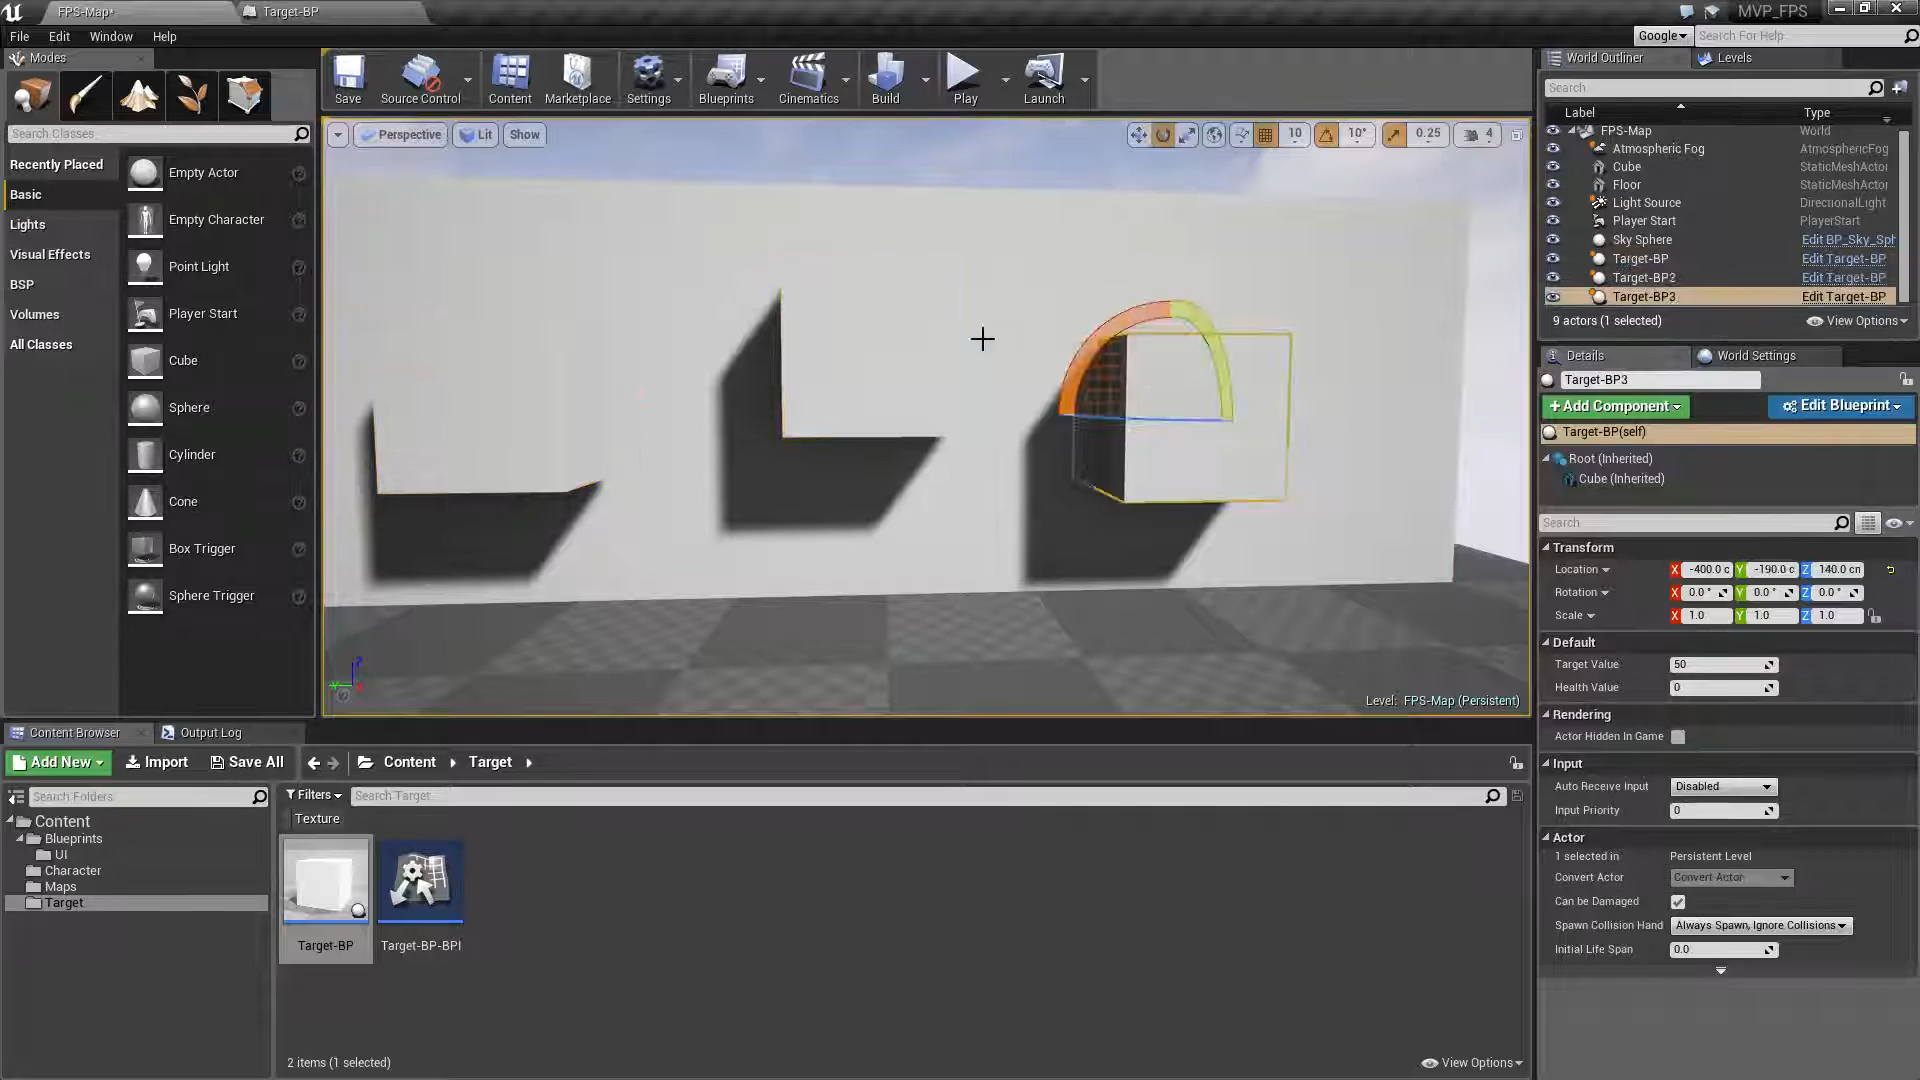 FPS-Map*
Target-BP
MVP_FPS
File
Edit
Window
Help
Google
Search For Help
Modes
Save
Source Control
Content
Marketplace
Settings
Blueprints
Cinematics
Build
Play
Launch
World Outliner
Levels
Search
Label
Type
FPS-Map
World
Atmospheric Fog
AtmosphericFog
Cube
StaticMeshActor
Floor
StaticMeshActor
Light Source
DirectionalLight
Player Start
PlayerStart
Sky Sphere
Edit BP_Sky_Sph
Target-BP
Edit Target-BP
Target-BP2
Edit Target-BP
Target-BP3
Edit Target-BP
9 actors (1 selected)
View Options
Search Classes
Recently Placed
Basic
Lights
Visual Effects
BSP
Volumes
All Classes
Empty Actor
Empty Character
Point Light
Player Start
Cube
Sphere
Cylinder
Cone
Box Trigger
Sphere Trigger
Perspective
Lit
Show
10
10°
0.25
4
Level: FPS-Map (Persistent)
Details
World Settings
Target-BP3
+Add Component
Edit Blueprint
Target-BP(self)
Root (Inherited)
Cube (Inherited)
Search
Transform
Location
X -400.0 c
Y -190.0 c
Z 140.0 cm
Rotation
X 0.0 °
Y 0.0 °
Z 0.0 °
Scale
X 1.0
Y 1.0
Z 1.0
Default
Target Value
50
Health Value
0
Rendering
Actor Hidden In Game
Input
Auto Receive Input
Disabled
Input Priority
0
Actor
1 selected in
Persistent Level
Convert Actor
Convert Actor
Can be Damaged
Spawn Collision Hand
Always Spawn, Ignore Collisions
Initial Life Span
0.0
Content Browser
Output Log
Add New
Import
Save All
Content
Target
Search Folders
Content
Blueprints
UI
Character
Maps
Target
Filters
Search Target
Texture
Target-BP
Target-BP-BPI
2 items (1 selected)
View Options